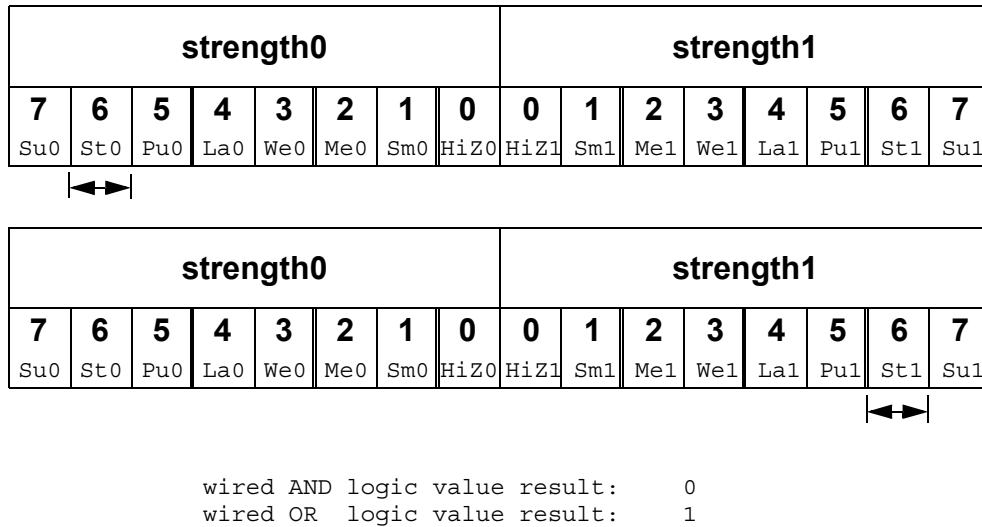 strength0 strength1
7 6 5 4 3 2 1 0 0 1 2 3 4 5 6 7
Su0 St0 Pu0 La0 We0 Me0 Sm0 HiZ0 HiZ1 Sm1 Me1 We1 La1 Pu1 St1 Su1
strength0 strength1
7 6 5 4 3 2 1 0 0 1 2 3 4 5 6 7
Su0 St0 Pu0 La0 We0 Me0 Sm0 HiZ0 HiZ1 Sm1 Me1 We1 La1 Pu1 St1 Su1
wired AND logic value result: 0
wired OR logic value result: 1